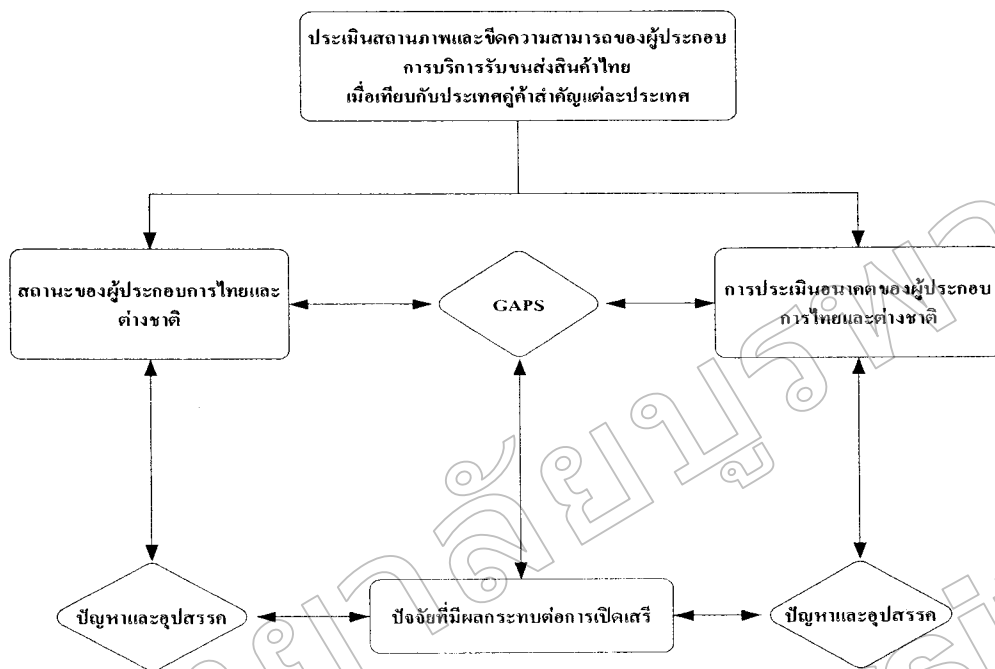 ประเมินสถานภาพและขีดความสามารถของผู้ประกอบ
การบริการรับขนส่งสินค้าไทย
เมื่อเทียบกับประเทศคู่ค้าสำคัญแต่ละประเทศ
สถานะของผู้ประกอบการไทยและ
ต่างชาติ
GAPS
การประเมินอนาคตของผู้ประกอบ
การไทยและต่างชาติ
ปัญหาและอุปสรรค
ปัจจัยที่มีผลกระทบต่อการเปิดเสรี
ปัญหาและอุปสรรค